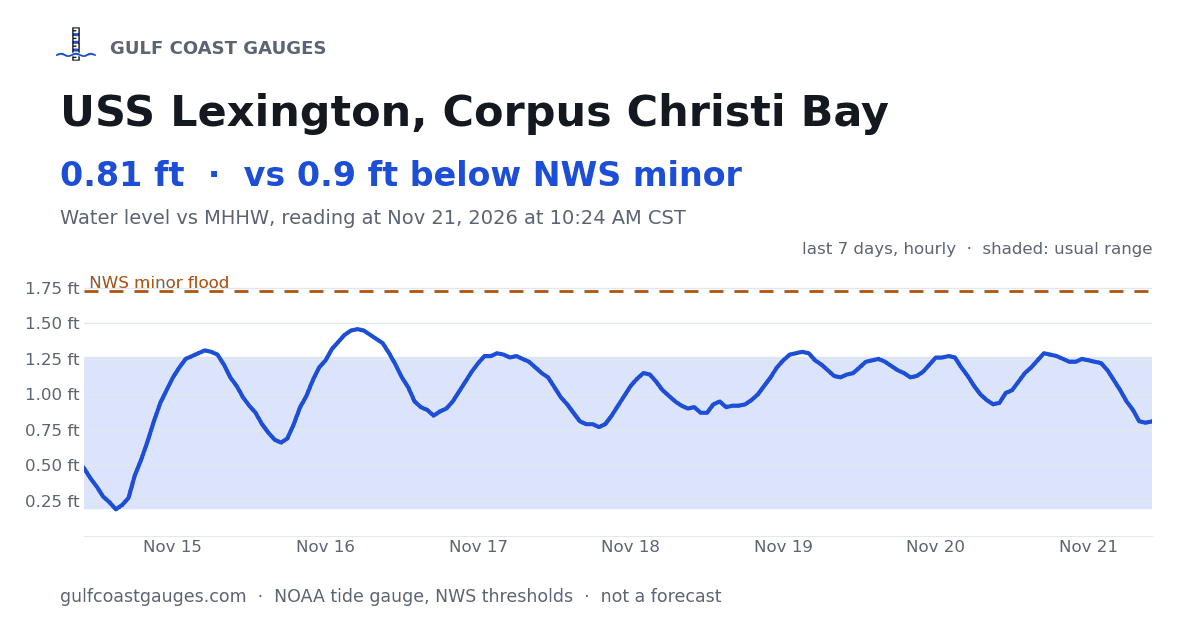 GULF COAST GAUGES
USS Lexington, Corpus Christi Bay
0.81 ft · vs 0.9 ft below NWS minor
Water level vs MHHW, reading at Nov 21, 2026 at 10:24 AM CST
last 7 days, hourly · shaded: usual range
NWS minor flood
1.75 ft
1.50 ft
1.25 ft
1.00 ft
0.75 ft
0.50 ft
0.25 ft
Nov 15 Nov 16 Nov 17 Nov 18 Nov 19 Nov 20 Nov 21
gulfcoastgauges.com · NOAA tide gauge, NWS thresholds · not a forecast